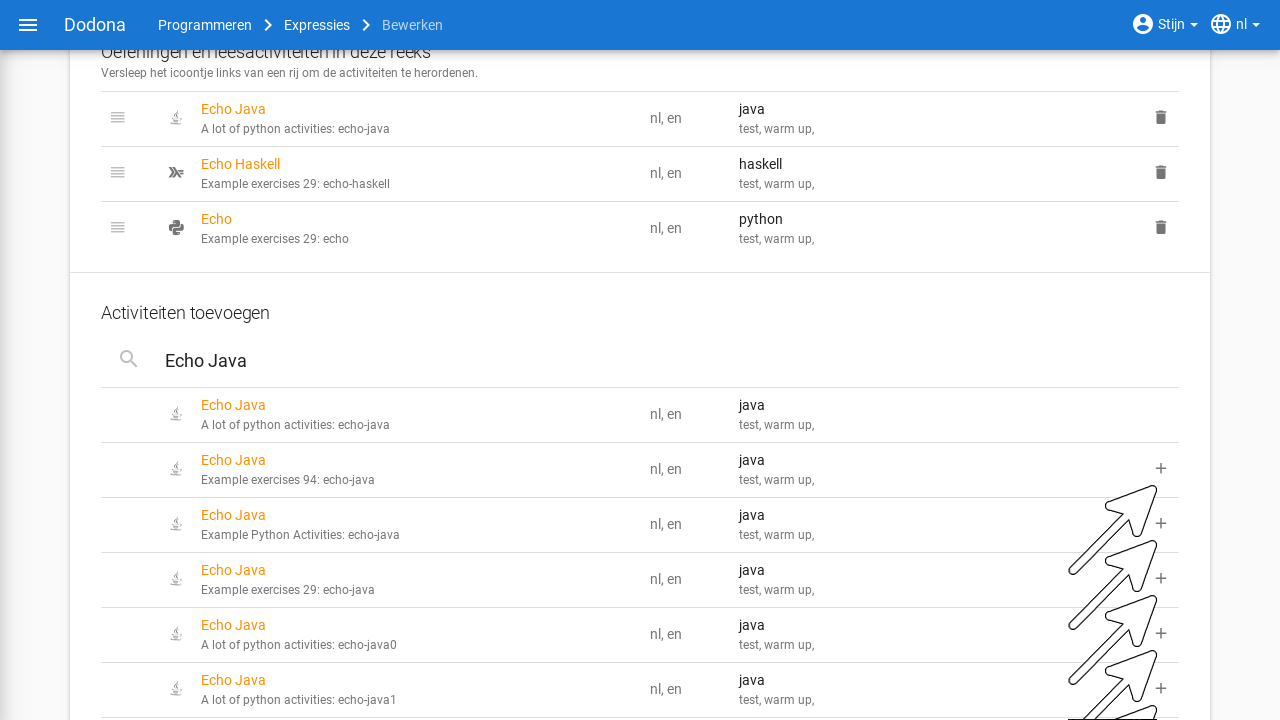 Dodona Programmeren Expressies Bewerken Stijn nl
Oefeningen en leesactiviteiten in deze reeks
Versleep het icoontje links van een rij om de activiteiten te herordenen.
Echo Java
A lot of python activities: echo-java
nl, en
java
test, warm up,
Echo Haskell
Example exercises 29: echo-haskell
nl, en
haskell
test, warm up,
Echo
Example exercises 29: echo
nl, en
python
test, warm up,
Activiteiten toevoegen
Echo Java
Echo Java
A lot of python activities: echo-java
nl, en
java
test, warm up,
Echo Java
Example exercises 94: echo-java
nl, en
java
test, warm up,
Echo Java
Example Python Activities: echo-java
nl, en
java
test, warm up,
Echo Java
Example exercises 29: echo-java
nl, en
java
test, warm up,
Echo Java
A lot of python activities: echo-java0
nl, en
java
test, warm up,
Echo Java
A lot of python activities: echo-java1
nl, en
java
test, warm up,